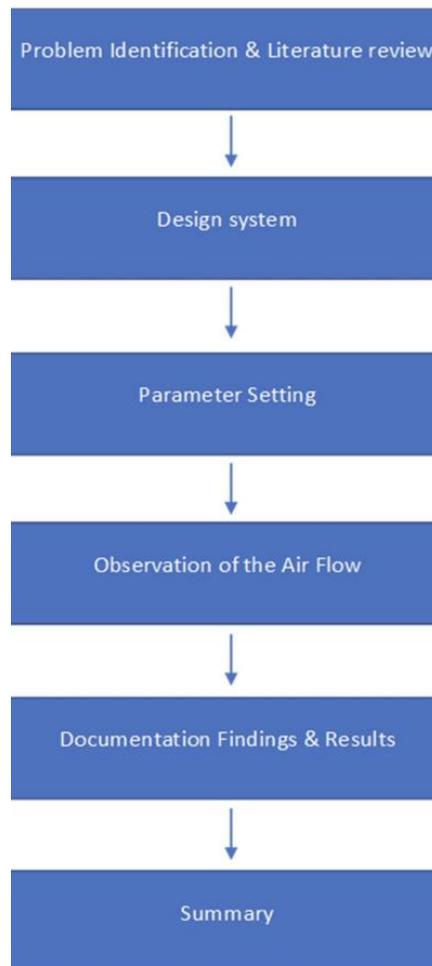 Problem Identification & Literature review
Design system
Parameter Setting
Observation of the Air Flow
Documentation Findings & Results
Summary